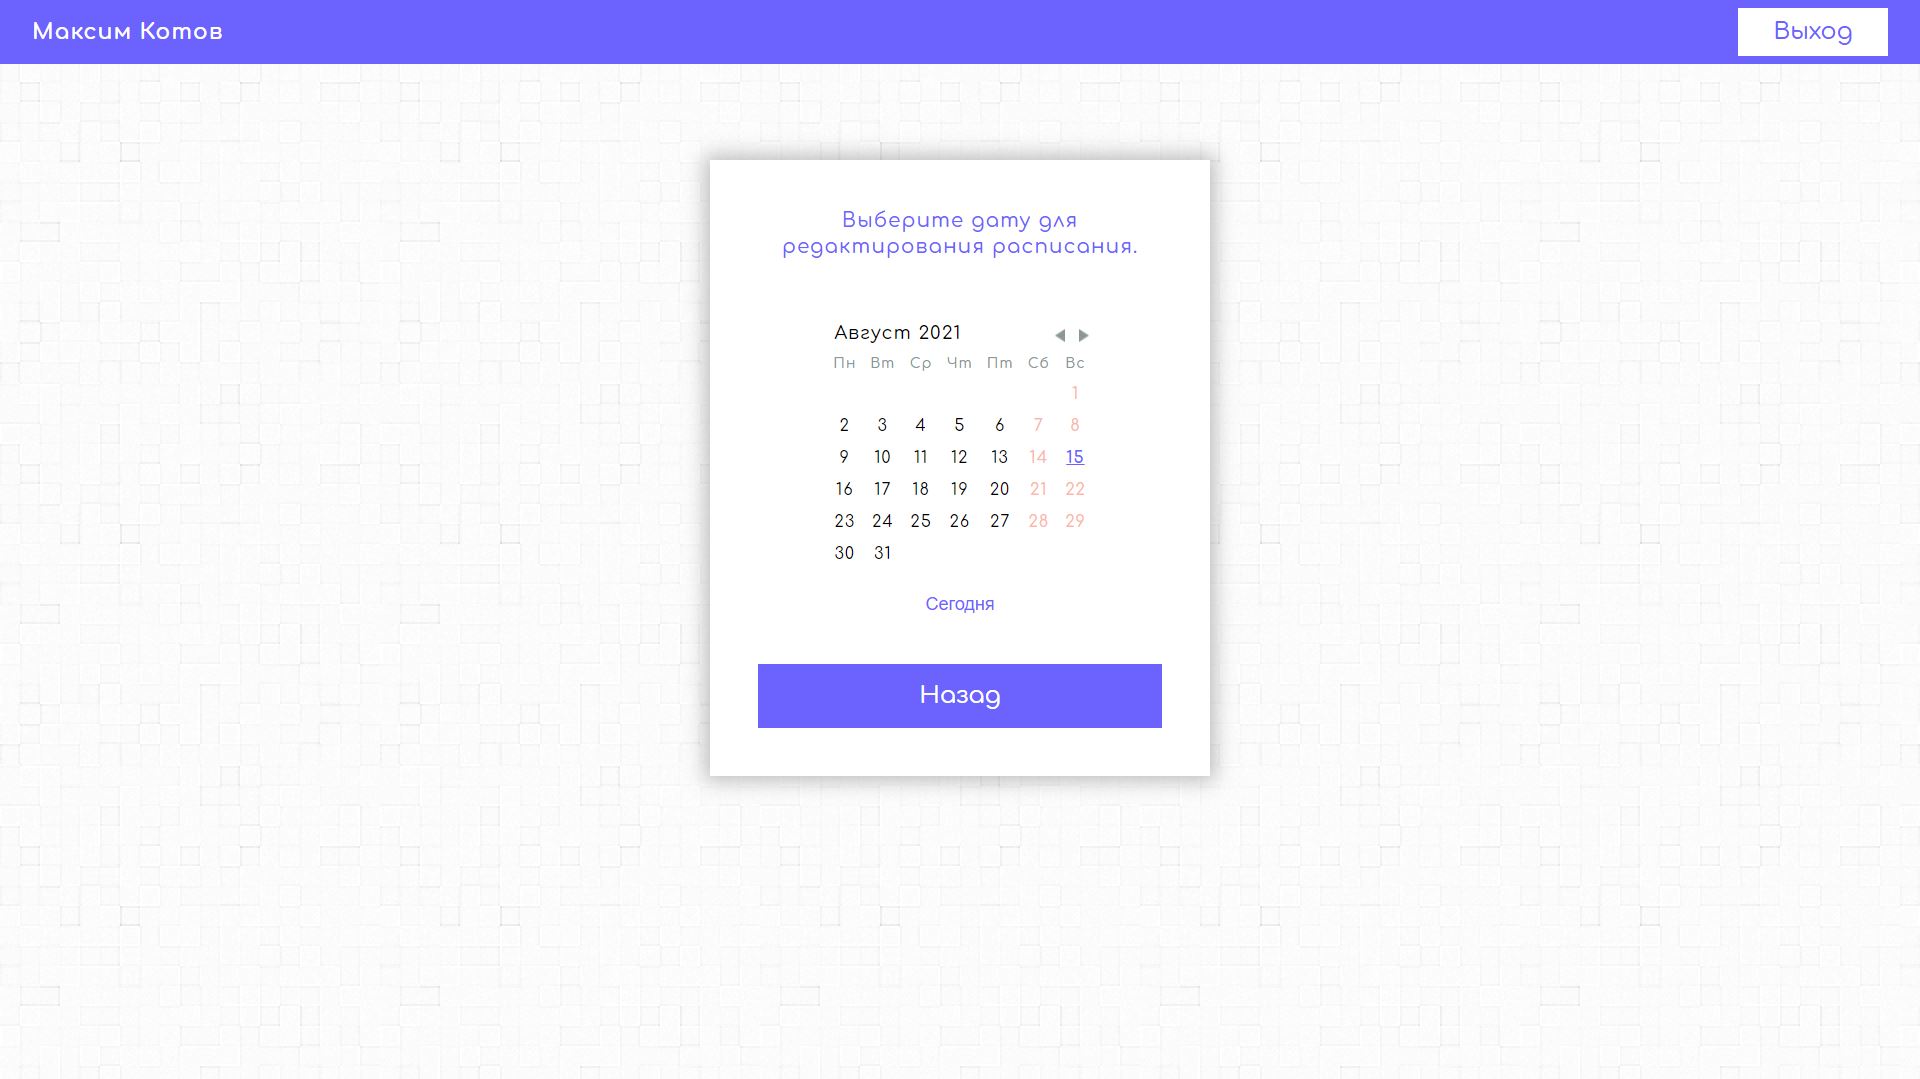 Максим Котов
Выход
Выберите дату для
редактирования расписания.
Август 2021
Пн Вт Ср Чт Пт Сб Вс
1
2 3 4 5 6 7 8
9 10 11 12 13 14 15
16 17 18 19 20 21 22
23 24 25 26 27 28 29
30 31
Сегодня
Назад